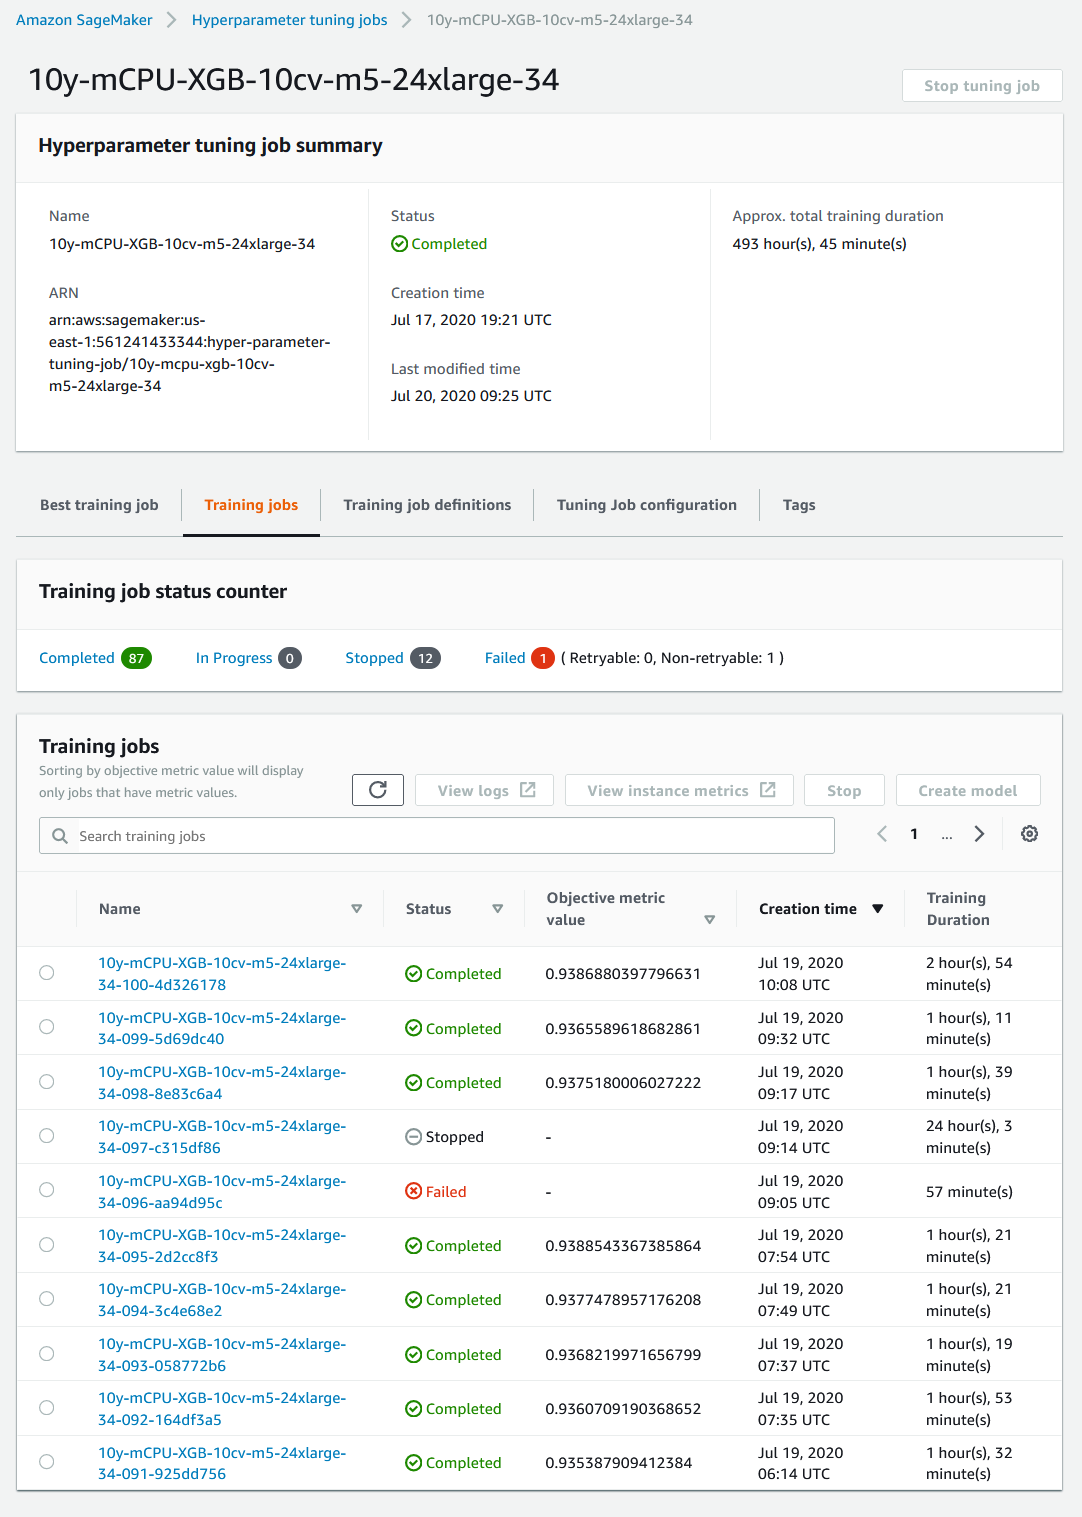 Amazon SageMaker > Hyperparameter tuning jobs > 10y-mCPU-XGB-10cv-m5-24xlarge-34
10y-mCPU-XGB-10cv-m5-24xlarge-34
Stop tuning job
Hyperparameter tuning job summary
Name
10y-mCPU-XGB-10cv-m5-24xlarge-34
ARN
arn:aws:sagemaker:us-
east-1:561241433344:hyper-parameter-
tuning-job/10y-mcpu-xgb-10cv-
m5-24xlarge-34
Status
Completed
Creation time
Jul 17, 2020 19:21 UTC
Last modified time
Jul 20, 2020 09:25 UTC
Approx. total training duration
493 hour(s), 45 minute(s)
Best training job
Training jobs
Training job definitions
Tuning Job configuration
Tags
Training job status counter
Completed 87 In Progress 0 Stopped 12 Failed 1 ( Retryable: 0, Non-retryable: 1 )
Training jobs
Sorting by objective metric value will display
only jobs that have metric values.
View logs
View instance metrics
Stop
Create model
Search training jobs
1 ...
Name
Status
Objective metric
value
Creation time
Training
Duration
10y-mCPU-XGB-10cv-m5-24xlarge-
34-100-4d326178
Completed
0.9386880397796631
Jul 19, 2020
10:08 UTC
2 hour(s), 54
minute(s)
10y-mCPU-XGB-10cv-m5-24xlarge-
34-099-5d69dc40
Completed
0.9365589618682861
Jul 19, 2020
09:32 UTC
1 hour(s), 11
minute(s)
10y-mCPU-XGB-10cv-m5-24xlarge-
34-098-8e83c6a4
Completed
0.9375180006027222
Jul 19, 2020
09:17 UTC
1 hour(s), 39
minute(s)
10y-mCPU-XGB-10cv-m5-24xlarge-
34-097-c315df86
Stopped
-
Jul 19, 2020
09:14 UTC
24 hour(s), 3
minute(s)
10y-mCPU-XGB-10cv-m5-24xlarge-
34-096-aa94d95c
Failed
-
Jul 19, 2020
09:05 UTC
57 minute(s)
10y-mCPU-XGB-10cv-m5-24xlarge-
34-095-2d2cc8f3
Completed
0.9388543367385864
Jul 19, 2020
07:54 UTC
1 hour(s), 21
minute(s)
10y-mCPU-XGB-10cv-m5-24xlarge-
34-094-3c4e68e2
Completed
0.9377478957176208
Jul 19, 2020
07:49 UTC
1 hour(s), 21
minute(s)
10y-mCPU-XGB-10cv-m5-24xlarge-
34-093-058772b6
Completed
0.9368219971656799
Jul 19, 2020
07:37 UTC
1 hour(s), 19
minute(s)
10y-mCPU-XGB-10cv-m5-24xlarge-
34-092-164df3a5
Completed
0.9360709190368652
Jul 19, 2020
07:35 UTC
1 hour(s), 53
minute(s)
10y-mCPU-XGB-10cv-m5-24xlarge-
34-091-925dd756
Completed
0.935387909412384
Jul 19, 2020
06:14 UTC
1 hour(s), 32
minute(s)